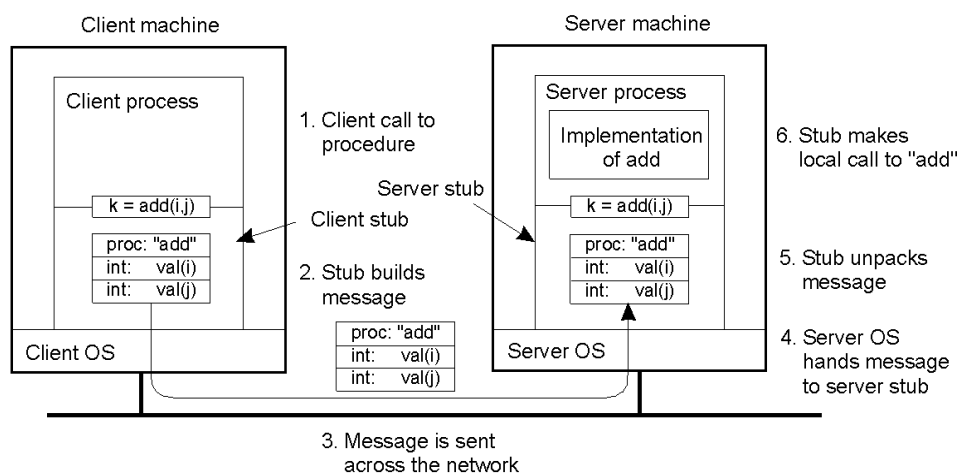 Client machine
Server machine
Client process
1. Client call to
procedure
Server process
Implementation
of add
6. Stub makes
local call to "add"
Server stub
k = add(i,j)
k = add(i,j)
Client stub
proc: "add"
int: val(i)
int: val(j)
2. Stub builds
message
proc: "add"
int: val(i)
int: val(j)
5. Stub unpacks
message
proc: "add"
int: val(i)
int: val(j)
4. Server OS
hands message
to server stub
Client OS
Server OS
3. Message is sent
across the network